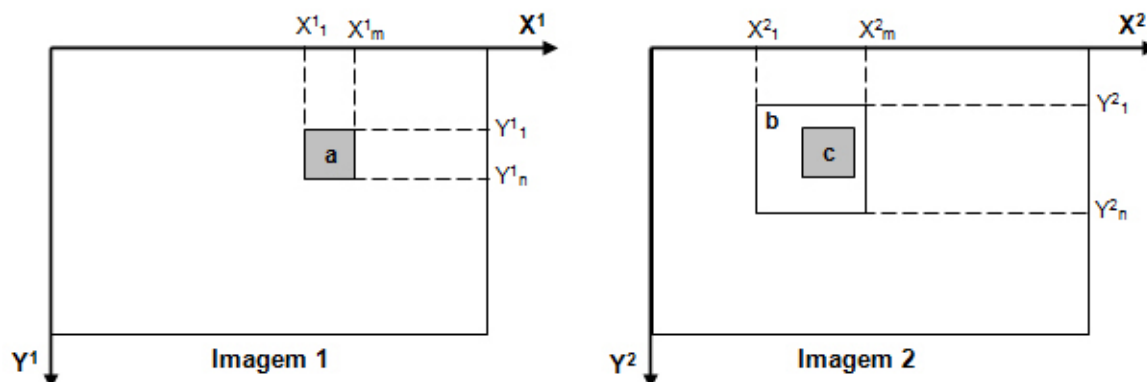 X¹₁ X¹ₘ X¹
a
Y¹₁
Y¹ₙ
Y¹ Imagem 1
X²₁ X²ₘ X²
b
c
Y²₁
Y²ₙ
Y² Imagem 2